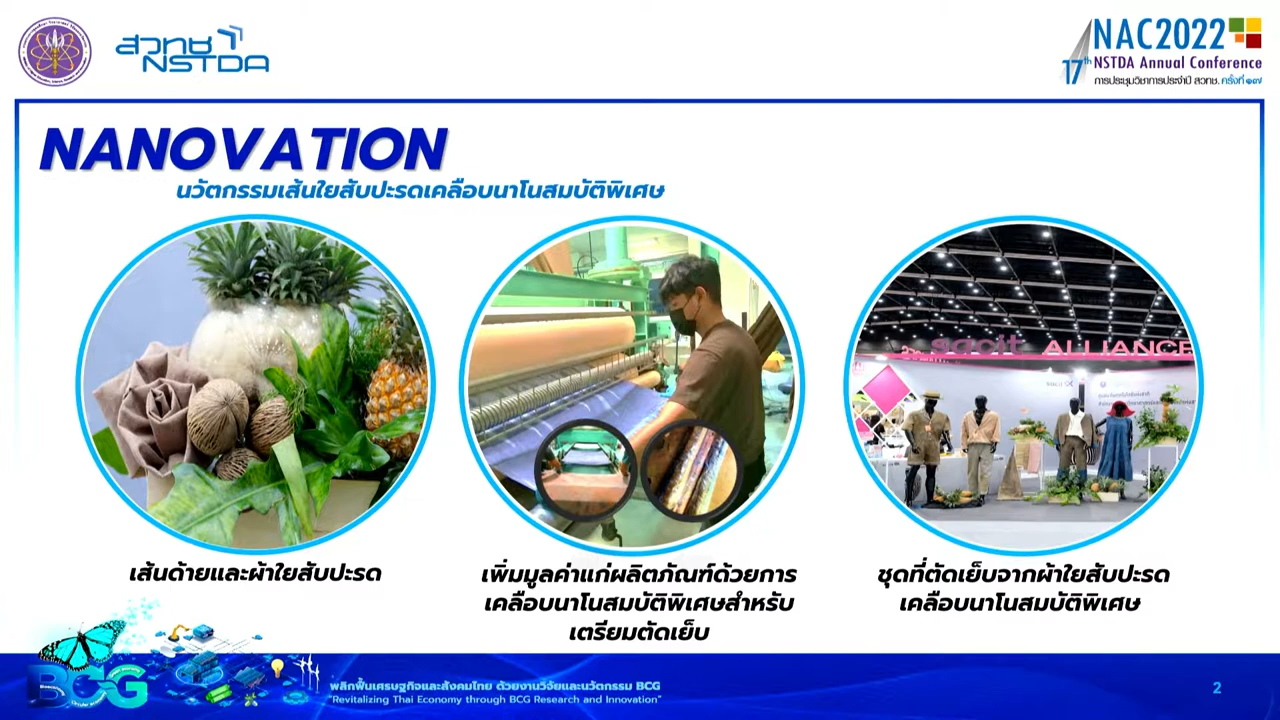 สวทช
NSTDA
NAC2022
17th NSTDA Annual Conference
การประชุมวิชาการประจำปี สวทช. ครั้งที่ ๑๗
NANOVATION
นวัตกรรมเส้นใยสับปะรดเคลือบนาโนสมบัติพิเศษ
sacit ALLIANCE
เส้นด้ายและผ้าใยสับปะรด
เพิ่มมูลค่าแก่ผลิตภัณฑ์ด้วยการ
เคลือบนาโนสมบัติพิเศษสำหรับ
เตรียมตัดเย็บ
ชุดที่ตัดเย็บจากผ้าใยสับปะรด
เคลือบนาโนสมบัติพิเศษ
BCG
พลิกฟื้นเศรษฐกิจและสังคมไทย ด้วยงานวิจัยและนวัตกรรม BCG
"Revitalizing Thai Economy through BCG Research and Innovation"
2